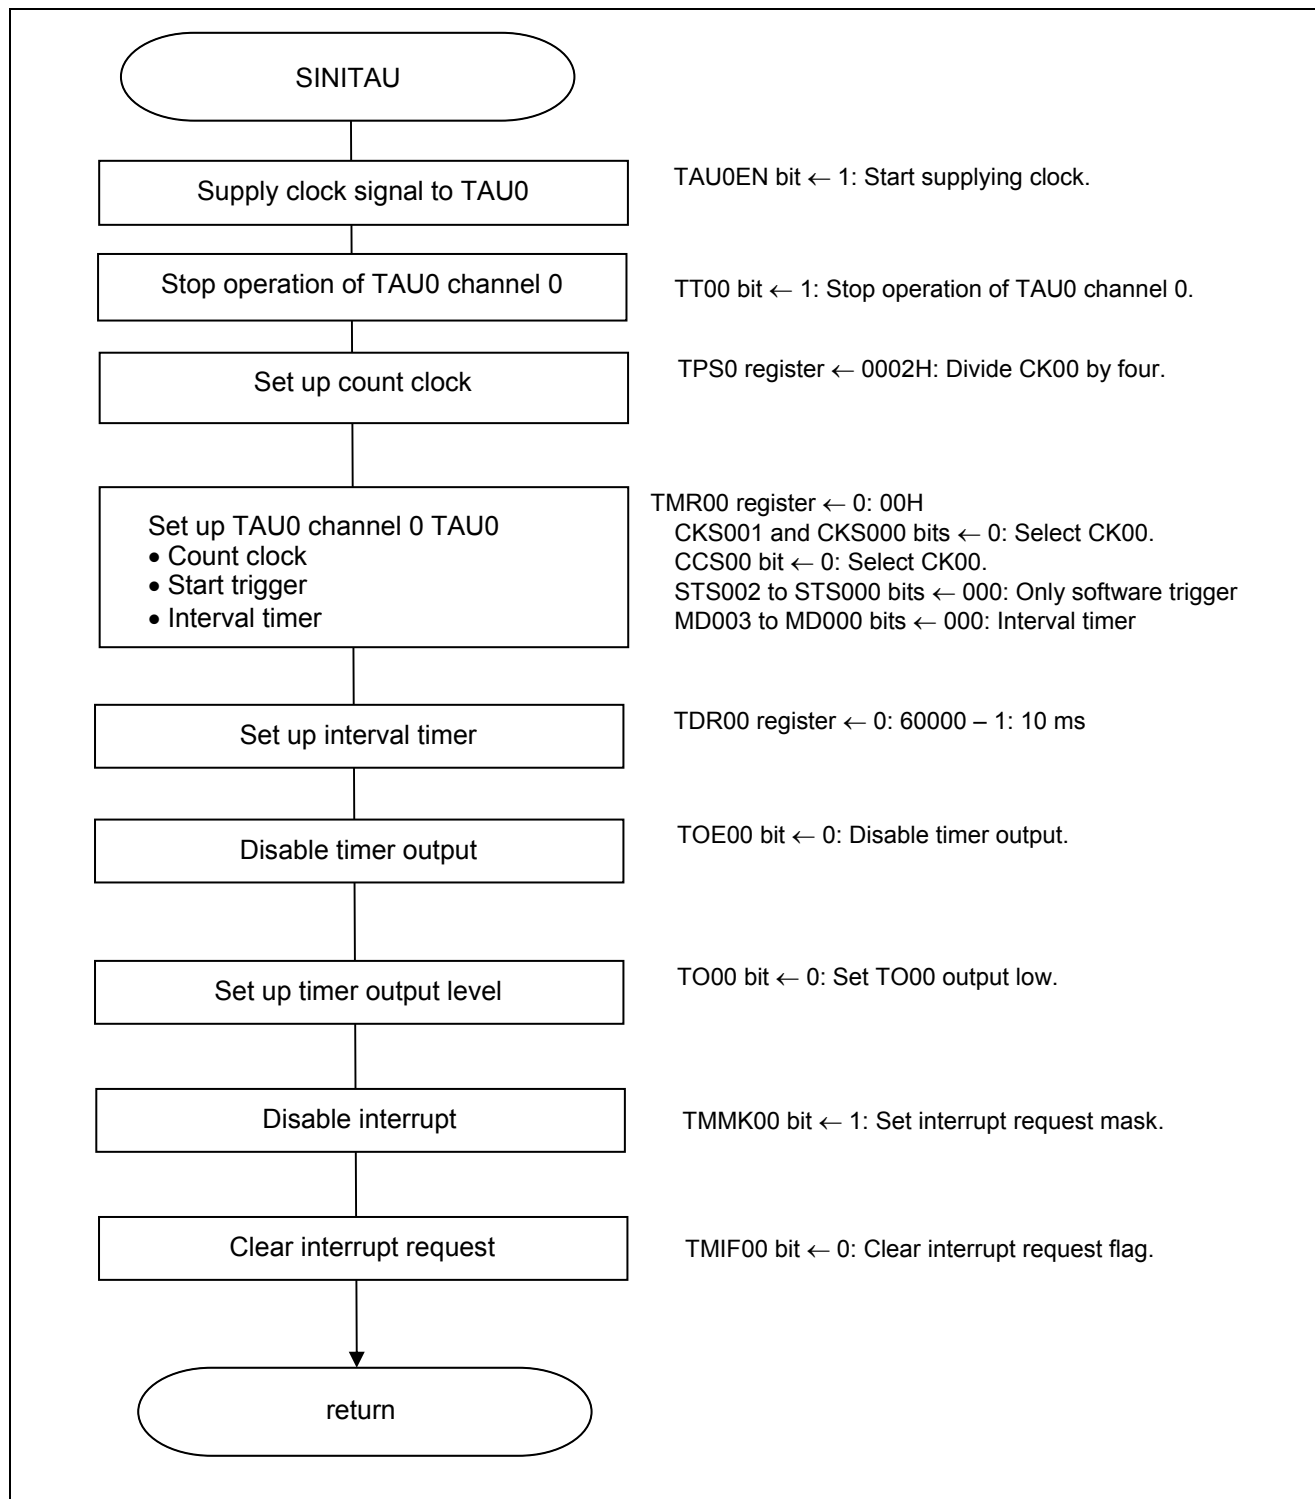 SINITAU
Supply clock signal to TAU0
TAU0EN bit ← 1: Start supplying clock.
Stop operation of TAU0 channel 0
TT00 bit ← 1: Stop operation of TAU0 channel 0.
Set up count clock
TPS0 register ← 0002H: Divide CK00 by four.
Set up TAU0 channel 0 TAU0
• Count clock
• Start trigger
• Interval timer
TMR00 register ← 0: 00H
CKS001 and CKS000 bits ← 0: Select CK00.
CCS00 bit ← 0: Select CK00.
STS002 to STS000 bits ← 000: Only software trigger
MD003 to MD000 bits ← 000: Interval timer
Set up interval timer
TDR00 register ← 0: 60000 – 1: 10 ms
Disable timer output
TOE00 bit ← 0: Disable timer output.
Set up timer output level
TO00 bit ← 0: Set TO00 output low.
Disable interrupt
TMMK00 bit ← 1: Set interrupt request mask.
Clear interrupt request
TMIF00 bit ← 0: Clear interrupt request flag.
return